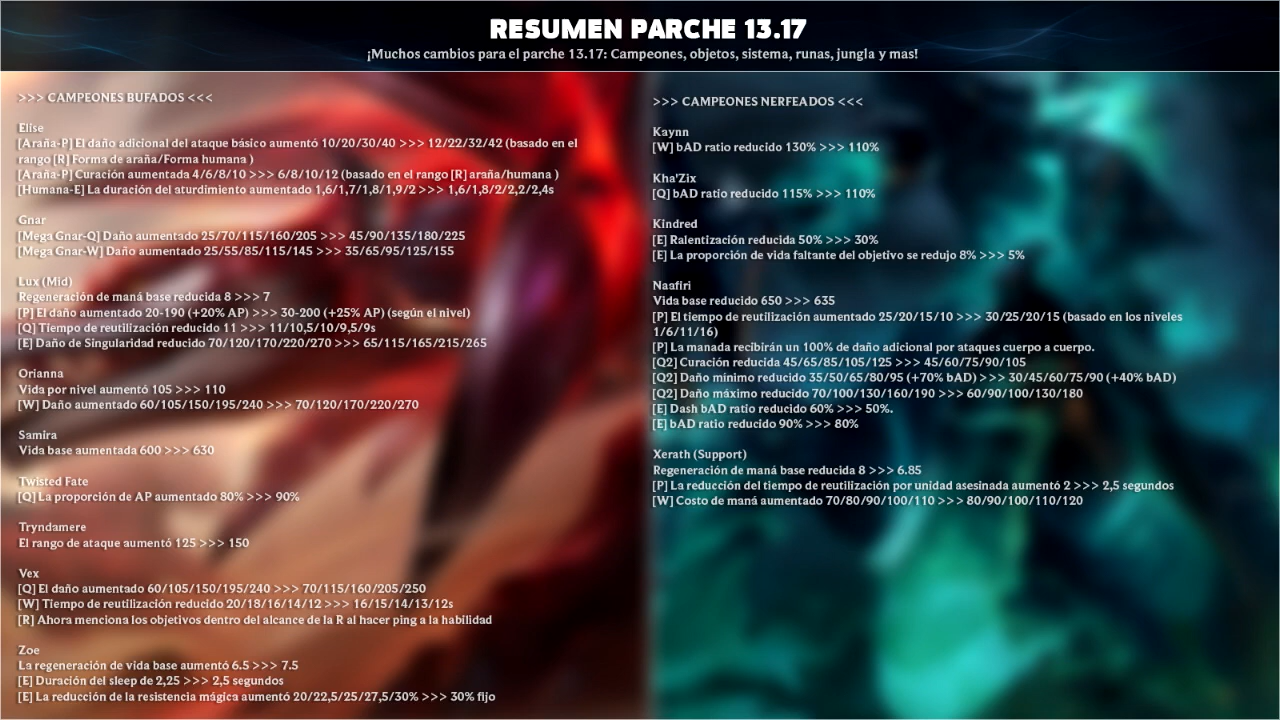 RESUMEN PARCHE 13.17
¡Muchos cambios para el parche 13.17: Campeones, objetos, sistema, runas, jungla y mas!
>>> CAMPEONES BUFADOS <<<
Elise
[Araña-P] El daño adicional del ataque básico aumentó 10/20/30/40 >>> 12/22/32/42 (basado en el
rango [R] Forma de araña/Forma humana )
[Araña-P] Curación aumentada 4/6/8/10 >>> 6/8/10/12 (basado en el rango [R] araña/humana )
[Humana-E] La duración del aturdimiento aumentado 1,6/1,7/1,8/1,9/2 >>> 1,6/1,8/2/2,2/2,4s
Gnar
[Mega Gnar-Q] Daño aumentado 25/70/115/160/205 >>> 45/90/135/180/225
[Mega Gnar-W] Daño aumentado 25/55/85/115/145 >>> 35/65/95/125/155
Lux (Mid)
Regeneración de maná base reducida 8 >>> 7
[P] El daño aumentado 20-190 (+20% AP) >>> 30-200 (+25% AP) (según el nivel)
[Q] Tiempo de reutilización reducido 11 >>> 11/10,5/10/9,5/9s
[E] Daño de Singularidad reducido 70/120/170/220/270 >>> 65/115/165/215/265
Orianna
Vida por nivel aumentó 105 >>> 110
[W] Daño aumentado 60/105/150/195/240 >>> 70/120/170/220/270
Samira
Vida base aumentada 600 >>> 630
Twisted Fate
[Q] La proporción de AP aumentado 80% >>> 90%
Tryndamere
El rango de ataque aumentó 125 >>> 150
Vex
[Q] El daño aumentado 60/105/150/195/240 >>> 70/115/160/205/250
[W] Tiempo de reutilización reducido 20/18/16/14/12 >>> 16/15/14/13/12s
[R] Ahora menciona los objetivos dentro del alcance de la R al hacer ping a la habilidad
Zoe
La regeneración de vida base aumentó 6.5 >>> 7.5
[E] Duración del sleep de 2,25 >>> 2,5 segundos
[E] La reducción de la resistencia mágica aumentó 20/22,5/25/27,5/30% >>> 30% fijo
>>> CAMPEONES NERFEADOS <<<
Kaynn
[W] bAD ratio reducido 130% >>> 110%
Kha'Zix
[Q] bAD ratio reducido 115% >>> 110%
Kindred
[E] Ralentización reducida 50% >>> 30%
[E] La proporción de vida faltante del objetivo se redujo 8% >>> 5%
Naafiri
Vida base reducido 650 >>> 635
[P] El tiempo de reutilización aumentado 25/20/15/10 >>> 30/25/20/15 (basado en los niveles
1/6/11/16)
[P] La manada recibirán un 100% de daño adicional por ataques cuerpo a cuerpo.
[Q2] Curación reducida 45/65/85/105/125 >>> 45/60/75/90/105
[Q2] Daño mínimo reducido 35/50/65/80/95 (+70% bAD) >>> 30/45/60/75/90 (+40% bAD)
[Q2] Daño máximo reducido 70/100/130/160/190 >>> 60/90/100/130/180
[E] Dash bAD ratio reducido 60% >>> 50%.
[E] bAD ratio reducido 90% >>> 80%
Xerath (Support)
Regeneración de maná base reducida 8 >>> 6.85
[P] La reducción del tiempo de reutilización por unidad asesinada aumentó 2 >>> 2,5 segundos
[W] Costo de maná aumentado 70/80/90/100/110 >>> 80/90/100/110/120